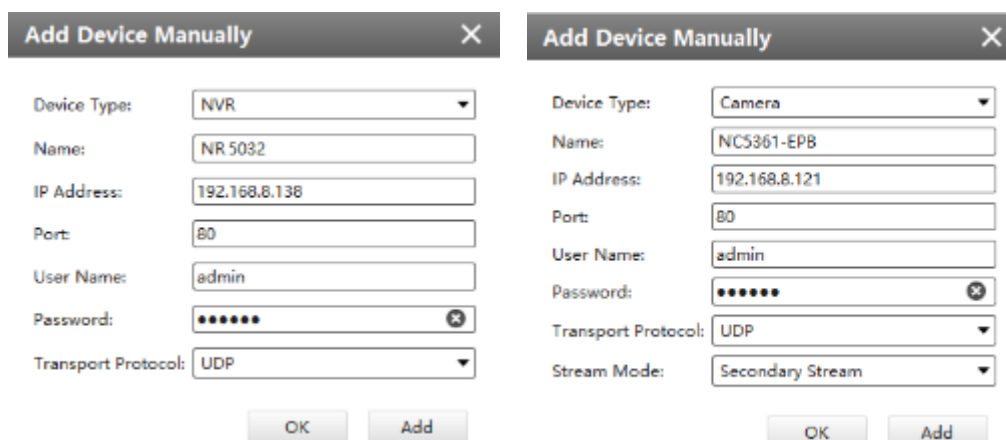 Add Device Manually
Device Type: NVR
Name: NR 5032
IP Address: 192.168.8.138
Port: 80
User Name: admin
Password: ●●●●●●
Transport Protocol: UDP
OK Add
Add Device Manually
Device Type: Camera
Name: NC5361-EPB
IP Address: 192.168.8.121
Port: 80
User Name: admin
Password: ●●●●●●
Transport Protocol: UDP
Stream Mode: Secondary Stream
OK Add